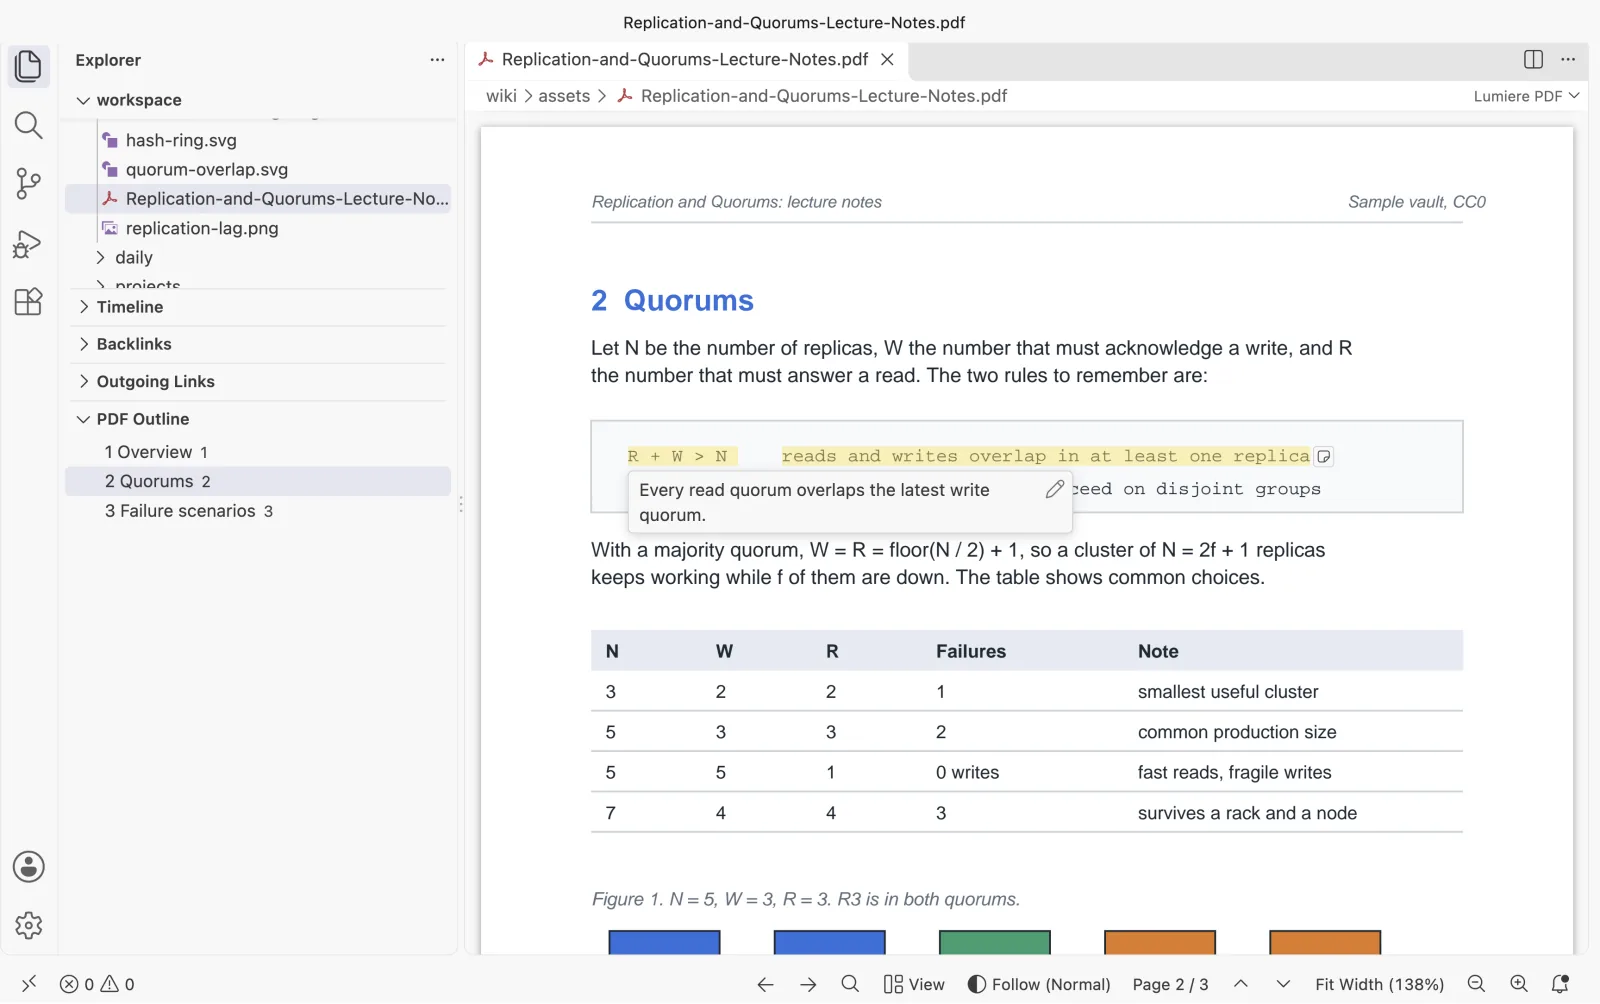 Replication-and-Quorums-Lecture-Notes.pdf
Explorer
workspace
hash-ring.svg
quorum-overlap.svg
Replication-and-Quorums-Lecture-No...
replication-lag.png
daily
projects
Timeline
Backlinks
Outgoing Links
PDF Outline
1 Overview 1
2 Quorums 2
3 Failure scenarios 3
Replication-and-Quorums-Lecture-Notes.pdf
wiki > assets > Replication-and-Quorums-Lecture-Notes.pdf
Lumiere PDF
Replication and Quorums: lecture notes
Sample vault, CC0
2 Quorums
Let N be the number of replicas, W the number that must acknowledge a write, and R
the number that must answer a read. The two rules to remember are:
R + W > N reads and writes overlap in at least one replica
Every read quorum overlaps the latest write
quorum.
ceed on disjoint groups
With a majority quorum, W = R = floor(N / 2) + 1, so a cluster of N = 2f + 1 replicas
keeps working while f of them are down. The table shows common choices.
N W R Failures Note
3 2 2 1 smallest useful cluster
5 3 3 2 common production size
5 5 1 0 writes fast reads, fragile writes
7 4 4 3 survives a rack and a node
Figure 1. N = 5, W = 3, R = 3. R3 is in both quorums.
0 0
View
Follow (Normal)
Page 2 / 3
Fit Width (138%)